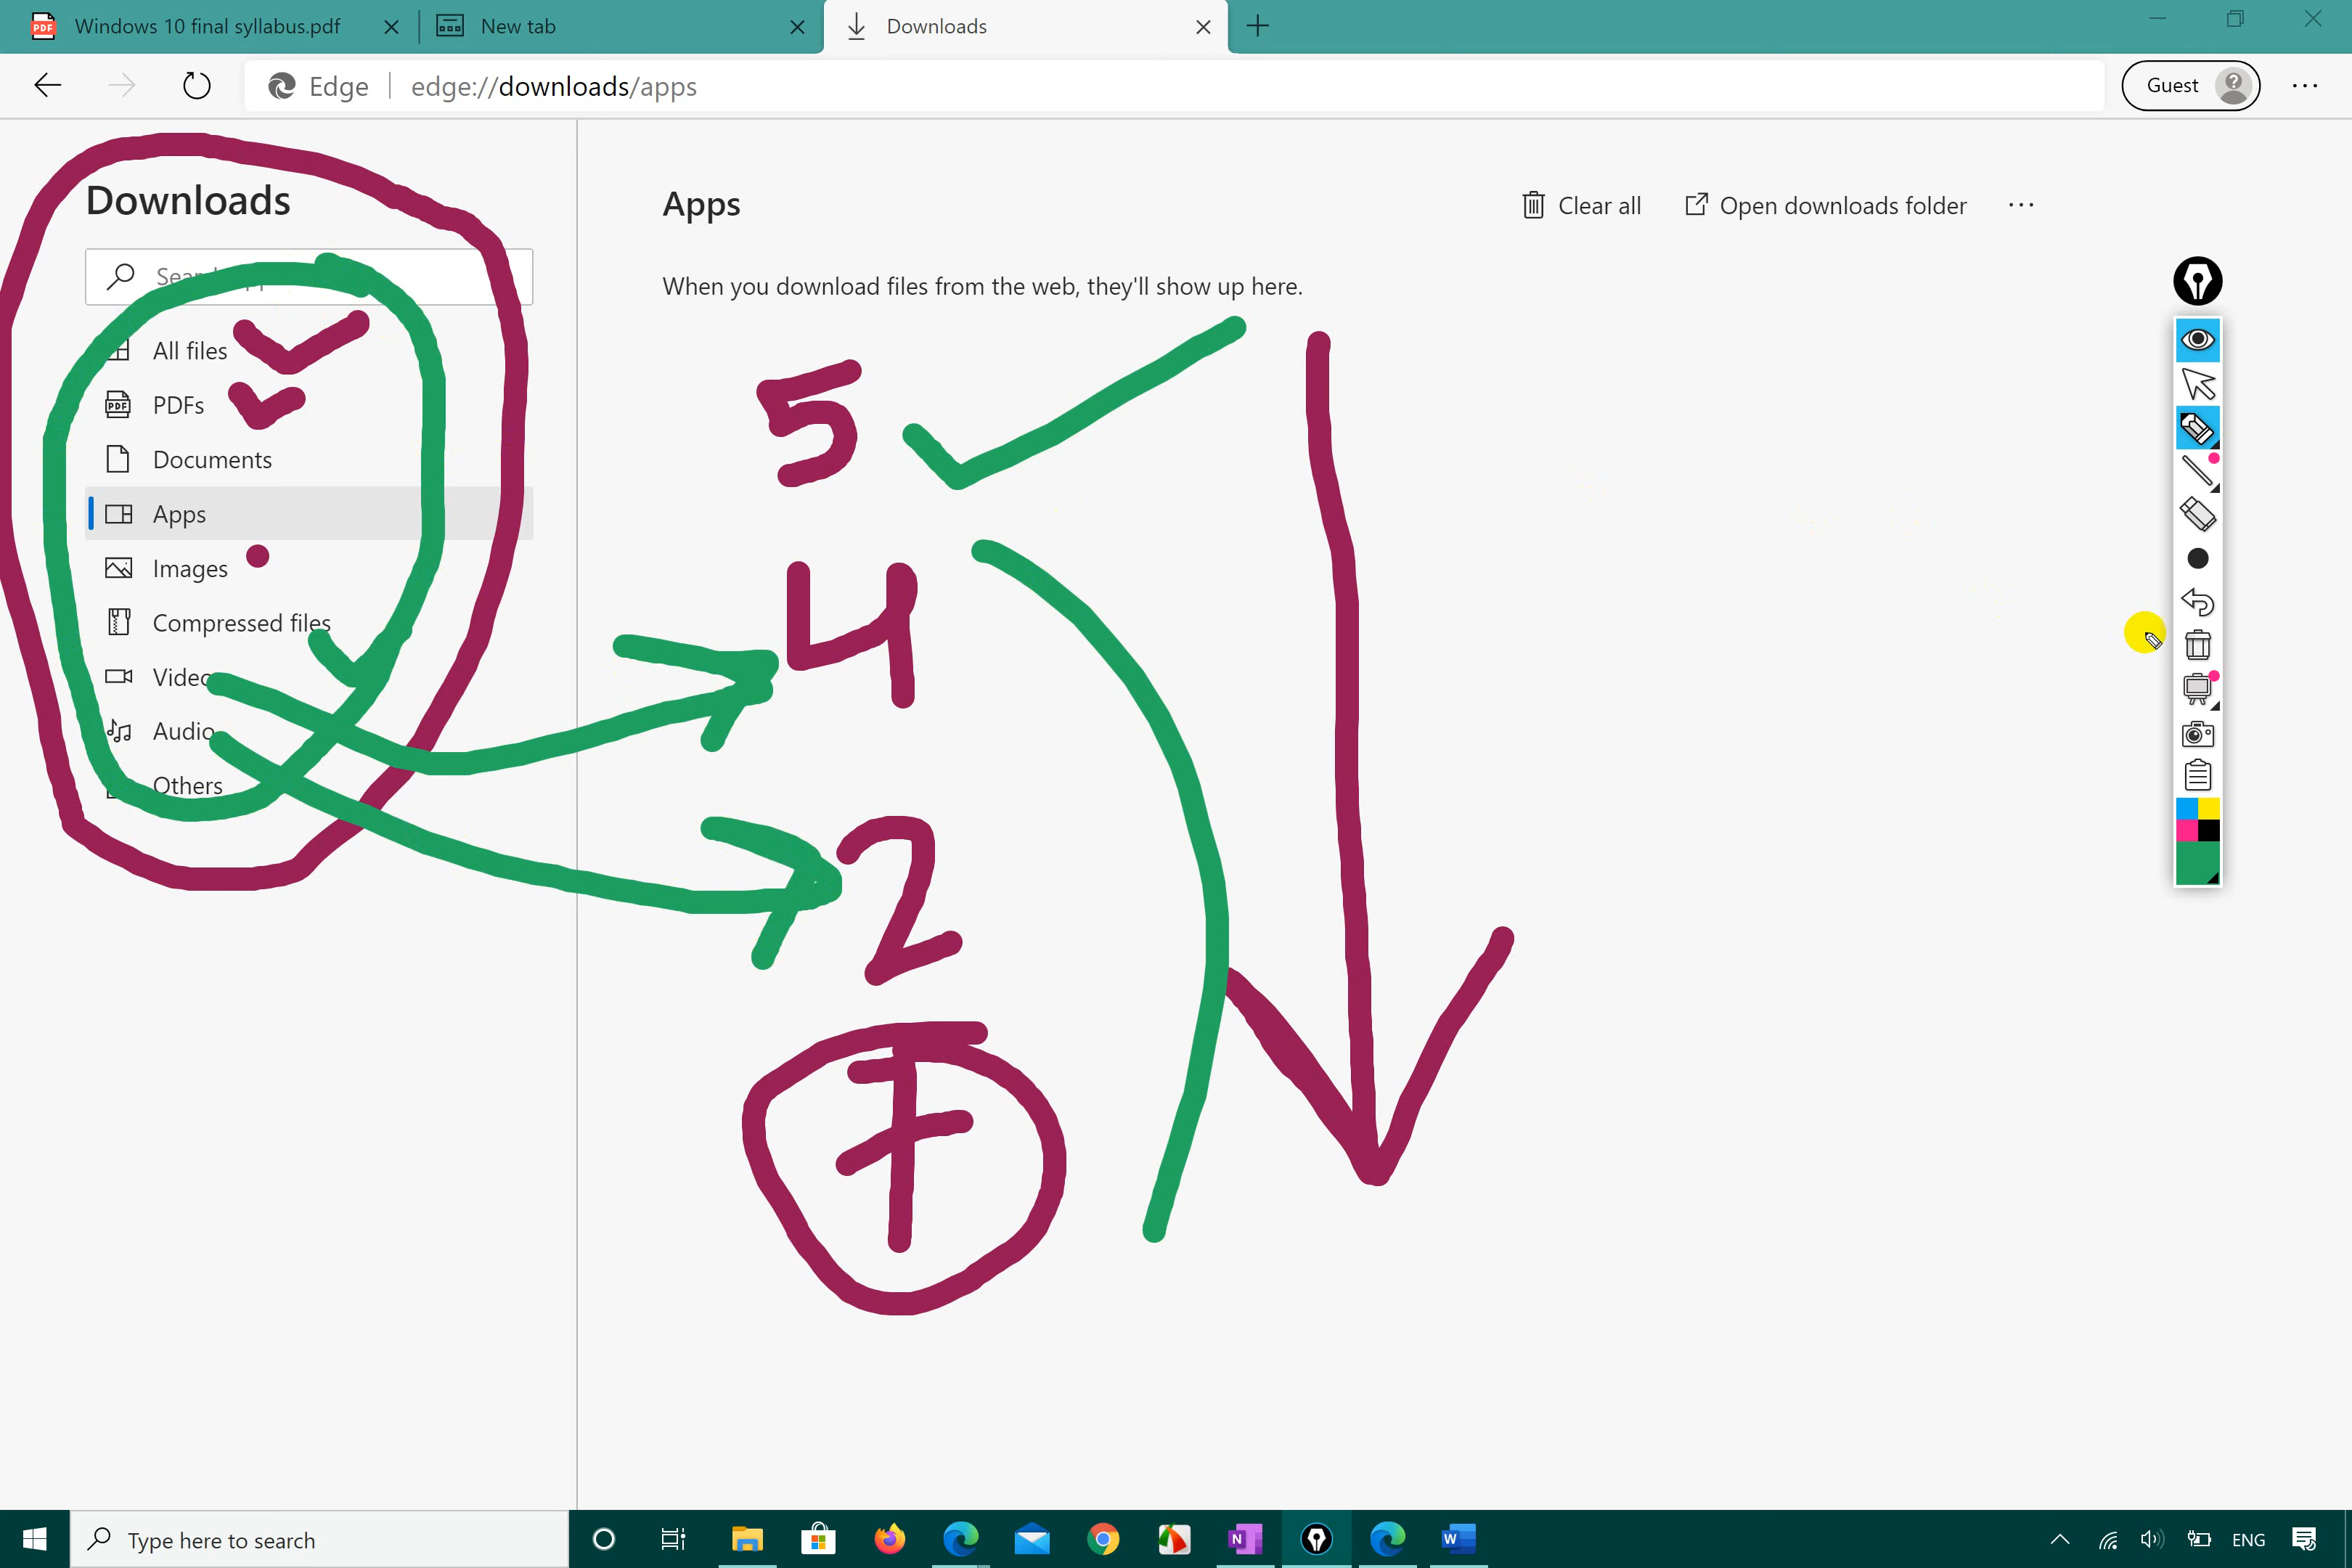 Windows 10 final syllabus.pdf
New tab
Downloads
Edge
edge://downloads/apps
Guest
Downloads
All files
PDFs
Documents
Apps
Images
Compressed files
Audio
Others
Apps
Clear all
Open downloads folder
When you download files from the web, they'll show up here.
5
4
2
7
Type here to search
ENG